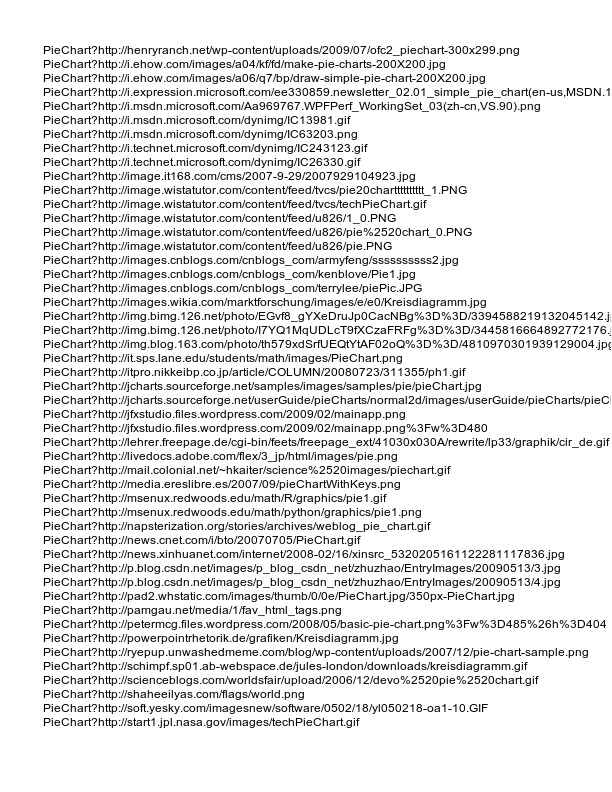 PieChart?http://henryranch.net/wp-content/uploads/2009/07/ofc2_piechart-300x299.png
PieChart?http://i.ehow.com/images/a04/kf/fd/make-pie-charts-200X200.jpg
PieChart?http://i.ehow.com/images/a06/q7/bp/draw-simple-pie-chart-200X200.jpg
PieChart?http://i.expression.microsoft.com/ee330859.newsletter_02.01_simple_pie_chart(en-us,MSDN.1
PieChart?http://i.msdn.microsoft.com/Aa969767.WPFPerf_WorkingSet_03(zh-cn,VS.90).png
PieChart?http://i.msdn.microsoft.com/dynimg/IC13981.gif
PieChart?http://i.msdn.microsoft.com/dynimg/IC63203.png
PieChart?http://i.technet.microsoft.com/dynimg/IC243123.gif
PieChart?http://i.technet.microsoft.com/dynimg/IC26330.gif
PieChart?http://image.it168.com/cms/2007-9-29/2007929104923.jpg
PieChart?http://image.wistatutor.com/content/feed/tvcs/pie20charttttttttttt_1.PNG
PieChart?http://image.wistatutor.com/content/feed/tvcs/techPieChart.gif
PieChart?http://image.wistatutor.com/content/feed/u826/1_0.PNG
PieChart?http://image.wistatutor.com/content/feed/u826/pie%2520chart_0.PNG
PieChart?http://image.wistatutor.com/content/feed/u826/pie.PNG
PieChart?http://images.cnblogs.com/cnblogs_com/armyfeng/ssssssssss2.jpg
PieChart?http://images.cnblogs.com/cnblogs_com/kenblove/Pie1.jpg
PieChart?http://images.cnblogs.com/cnblogs_com/terrylee/piePic.JPG
PieChart?http://images.wikia.com/marktforschung/images/e/e0/Kreisdiagramm.jpg
PieChart?http://img.bimg.126.net/photo/EGvf8_gYXeDruJp0CacNBg%3D%3D/3394588219132045142.j
PieChart?http://img.bimg.126.net/photo/I7YQ1MqUDLcT9fXCzaFRFg%3D%3D/3445816664892772176.j
PieChart?http://img.blog.163.com/photo/th579xdSrfUEQtYtAF02oQ%3D%3D/4810970301939129004.jpg
PieChart?http://it.sps.lane.edu/students/math/images/PieChart.png
PieChart?http://itpro.nikkeibp.co.jp/article/COLUMN/20080723/311355/ph1.gif
PieChart?http://jcharts.sourceforge.net/samples/images/samples/pie/pieChart.jpg
PieChart?http://jcharts.sourceforge.net/userGuide/pieCharts/normal2d/images/userGuide/pieCharts/pieCl
PieChart?http://jfxstudio.files.wordpress.com/2009/02/mainapp.png
PieChart?http://jfxstudio.files.wordpress.com/2009/02/mainapp.png%3Fw%3D480
PieChart?http://lehrer.freepage.de/cgi-bin/feets/freepage_ext/41030x030A/rewrite/lp33/graphik/cir_de.gif
PieChart?http://livedocs.adobe.com/flex/3_jp/html/images/pie.png
PieChart?http://mail.colonial.net/~hkaiter/science%2520images/piechart.gif
PieChart?http://media.ereslibre.es/2007/09/pieChartWithKeys.png
PieChart?http://msenux.redwoods.edu/math/R/graphics/pie1.gif
PieChart?http://msenux.redwoods.edu/math/python/graphics/pie1.png
PieChart?http://napsterization.org/stories/archives/weblog_pie_chart.gif
PieChart?http://news.cnet.com/i/bto/20070705/PieChart.gif
PieChart?http://news.xinhuanet.com/internet/2008-02/16/xinsrc_5320205161122281117836.jpg
PieChart?http://p.blog.csdn.net/images/p_blog_csdn_net/zhuzhao/EntryImages/20090513/3.jpg
PieChart?http://p.blog.csdn.net/images/p_blog_csdn_net/zhuzhao/EntryImages/20090513/4.jpg
PieChart?http://pad2.whstatic.com/images/thumb/0/0e/PieChart.jpg/350px-PieChart.jpg
PieChart?http://pamgau.net/media/1/fav_html_tags.png
PieChart?http://petermcg.files.wordpress.com/2008/05/basic-pie-chart.png%3Fw%3D485%26h%3D404
PieChart?http://powerpointrhetorik.de/grafiken/Kreisdiagramm.jpg
PieChart?http://ryepup.unwashedmeme.com/blog/wp-content/uploads/2007/12/pie-chart-sample.png
PieChart?http://schimpf.sp01.ab-webspace.de/jules-london/downloads/kreisdiagramm.gif
PieChart?http://scienceblogs.com/worldsfair/upload/2006/12/devo%2520pie%2520chart.gif
PieChart?http://shaheeilyas.com/flags/world.png
PieChart?http://soft.yesky.com/imagesnew/software/0502/18/yl050218-oa1-10.GIF
PieChart?http://start1.jpl.nasa.gov/images/techPieChart.gif